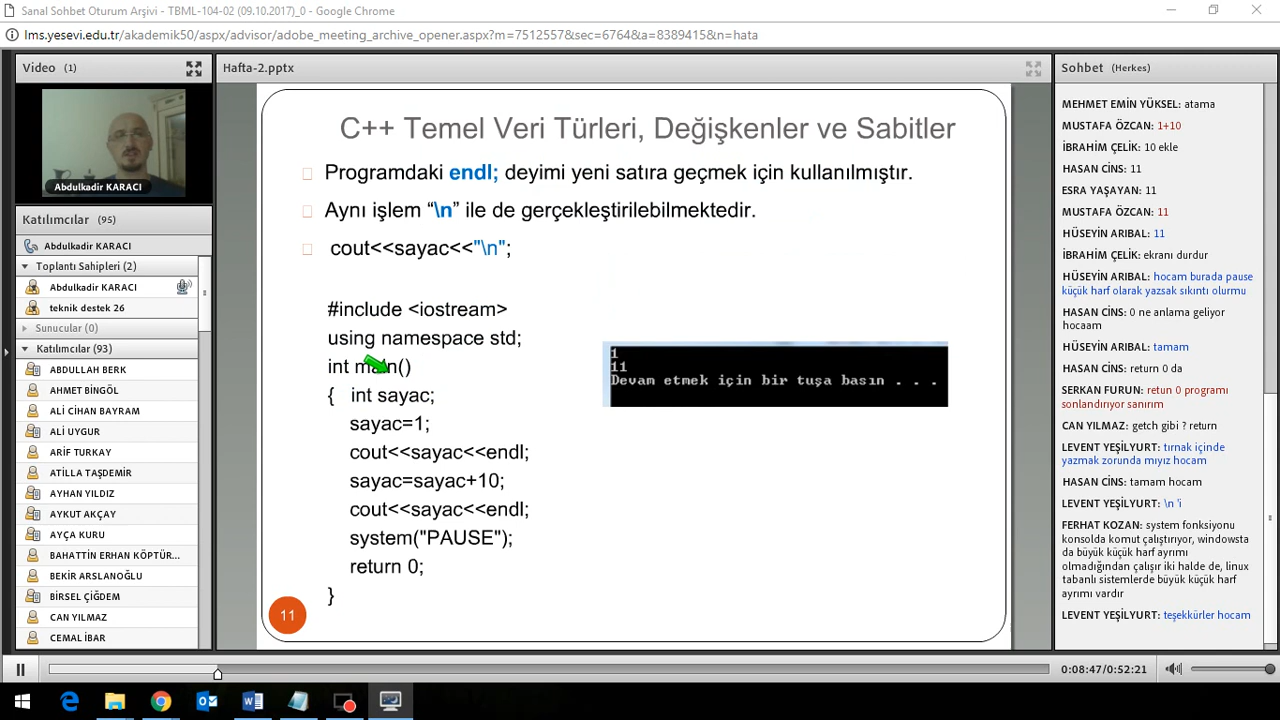 Sanal Sohbet Oturum Arşivi - TBML-104-02 (09.10.2017)_0 - Google Chrome
lms.yesevi.edu.tr/akademik50/aspx/advisor/adobe_meeting_archive_opener.aspx?m=7512557&sec=6764&a=8389415&n=hata
Video (1)
Abdulkadir KARACI
Katılımcılar (95)
Abdulkadir KARACI
Toplantı Sahipleri (2)
Abdulkadir KARACI
teknik destek 26
Sunucular (0)
Katılımcılar (93)
ABDULLAH BERK
AHMET BİNGÖL
ALİ CİHAN BAYRAM
ALİ UYGUR
ARİF TURKAY
ATİLLA TAŞDEMİR
AYHAN YILDIZ
AYKUT AKÇAY
AYÇA KURU
BAHATTİN ERHAN KÖPTÜR...
BEKİR ARSLANOĞLU
BİRSEL ÇİĞDEM
CAN YILMAZ
CEMAL İBAR
Hafta-2.pptx
C++ Temel Veri Türleri, Değişkenler ve Sabitler
Programdaki endl; deyimi yeni satıra geçmek için kullanılmıştır.
Aynı işlem “\n” ile de gerçekleştirilebilmektedir.
cout<<sayac<<"\n";
#include <iostream>
using namespace std;
int main()
{ int sayac;
sayac=1;
cout<<sayac<<endl;
sayac=sayac+10;
cout<<sayac<<endl;
system("PAUSE");
return 0;
}
11
1
11
Devam etmek için bir tuşa basın . . .
Sohbet (Herkes)
MEHMET EMİN YÜKSEL: atama
MUSTAFA ÖZCAN: 1+10
İBRAHİM ÇELİK: 10 ekle
HASAN CİNS: 11
ESRA YAŞAYAN: 11
MUSTAFA ÖZCAN: 11
HÜSEYİN ARIBAL: 11
İBRAHİM ÇELİK: ekranı durdur
HÜSEYİN ARIBAL: hocam burada pause
küçük harf olarak yazsak sıkıntı olurmu
HASAN CİNS: 0 ne anlama geliyor
hocaam
HÜSEYİN ARIBAL: tamam
HASAN CİNS: return 0 da
SERKAN FURUN: retun 0 programı
sonlandırıyor sanırım
CAN YILMAZ: getch gibi ? return
LEVENT YEŞİLYURT: tırnak içinde
yazmak zorunda mıyız hocam
HASAN CİNS: tamam hocam
LEVENT YEŞİLYURT: \n 'i
FERHAT KOZAN: system fonksiyonu
konsolda komut çalıştırıyor, windowsta
da büyük küçük harf ayrımı
olmadığından çalışır iki halde de, linux
tabanlı sistemlerde büyük küçük harf
ayrımı vardır
LEVENT YEŞİLYURT: teşekkürler hocam
0:08:47/0:52:21